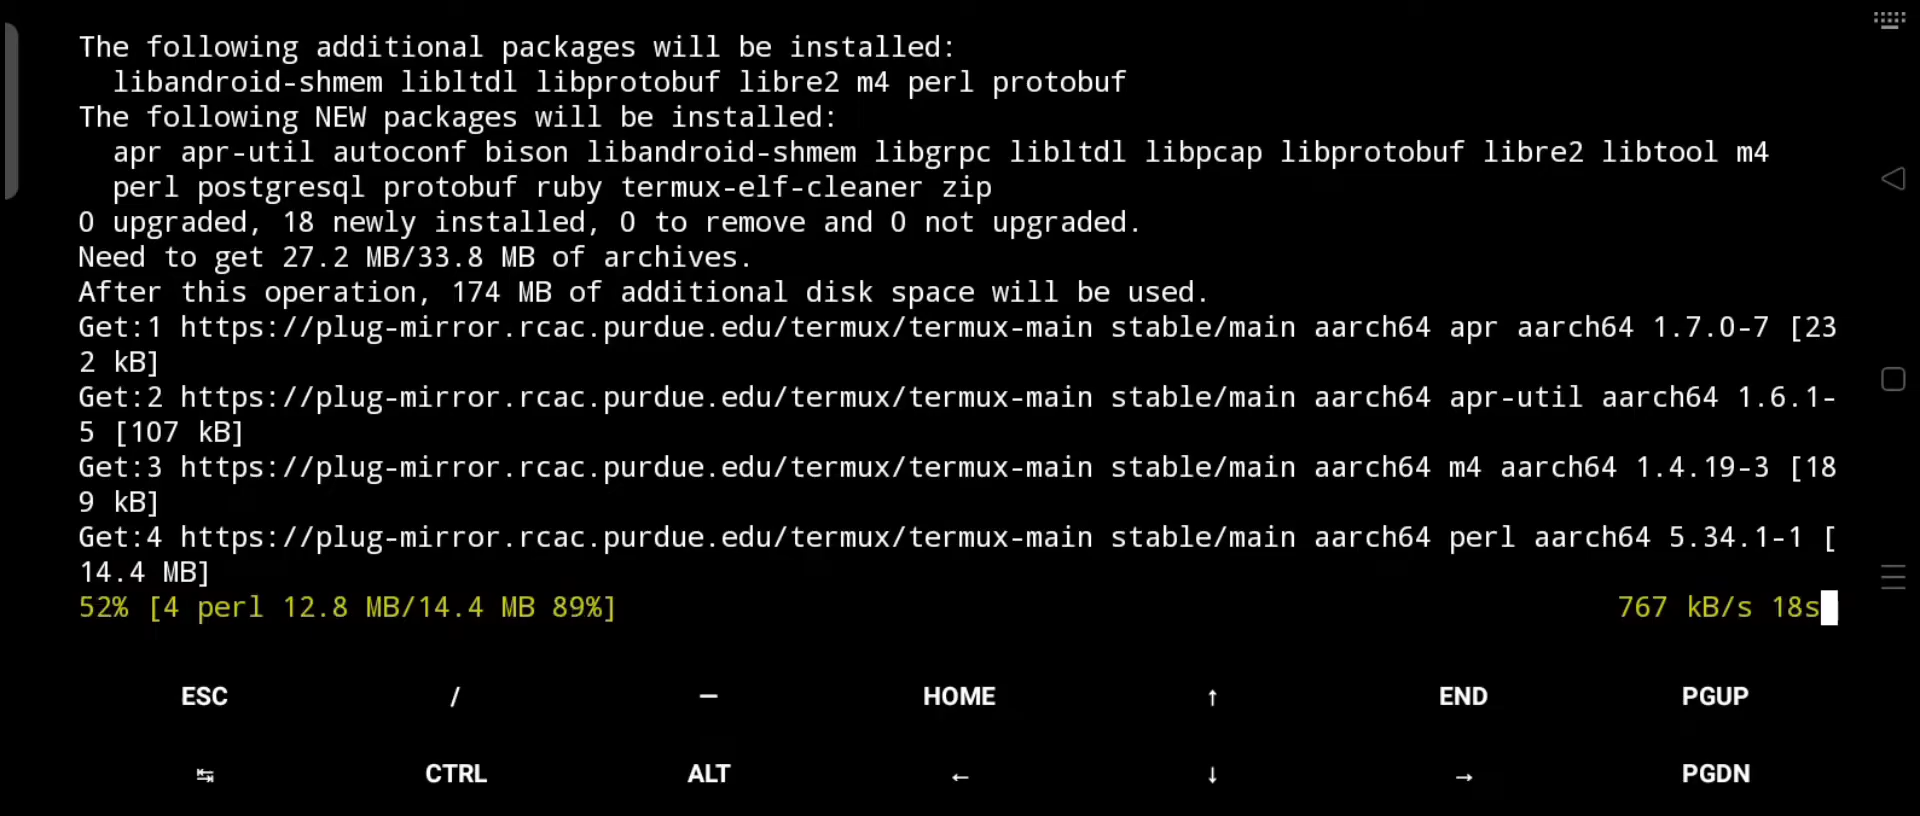 The following additional packages will be installed:
  libandroid-shmem libltdl libprotobuf libre2 m4 perl protobuf
The following NEW packages will be installed:
  apr apr-util autoconf bison libandroid-shmem libgrpc libltdl libpcap libprotobuf libre2 libtool m4
  perl postgresql protobuf ruby termux-elf-cleaner zip
0 upgraded, 18 newly installed, 0 to remove and 0 not upgraded.
Need to get 27.2 MB/33.8 MB of archives.
After this operation, 174 MB of additional disk space will be used.
Get:1 https://plug-mirror.rcac.purdue.edu/termux/termux-main stable/main aarch64 apr aarch64 1.7.0-7 [23
2 kB]
Get:2 https://plug-mirror.rcac.purdue.edu/termux/termux-main stable/main aarch64 apr-util aarch64 1.6.1-
5 [107 kB]
Get:3 https://plug-mirror.rcac.purdue.edu/termux/termux-main stable/main aarch64 m4 aarch64 1.4.19-3 [18
9 kB]
Get:4 https://plug-mirror.rcac.purdue.edu/termux/termux-main stable/main aarch64 perl aarch64 5.34.1-1 [
14.4 MB]
52% [4 perl 12.8 MB/14.4 MB 89%] 767 kB/s 18s
ESC / — HOME ↑ END PGUP
↹ CTRL ALT ← ↓ → PGDN